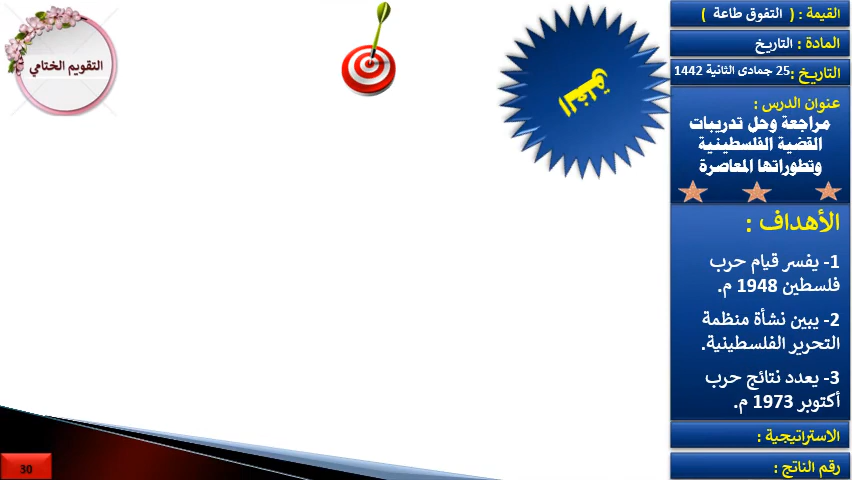 القيمة : ( التفوق طاعة )
المادة : التاريخ
التاريخ :25 جمادى الثانية 1442
عنوان الدرس :
مراجعة وحل تدريبات
القضية الفلسطينية
وتطوراتها المعاصرة
الأهداف :
1- يفسر قيام حرب
فلسطين 1948 م.
2- يبين نشأة منظمة
التحرير الفلسطينية.
3- يعدد نتائج حرب
أكتوبر 1973 م.
الاستراتيجية :
رقم الناتج :
الغلق
التقويم الختامي
30